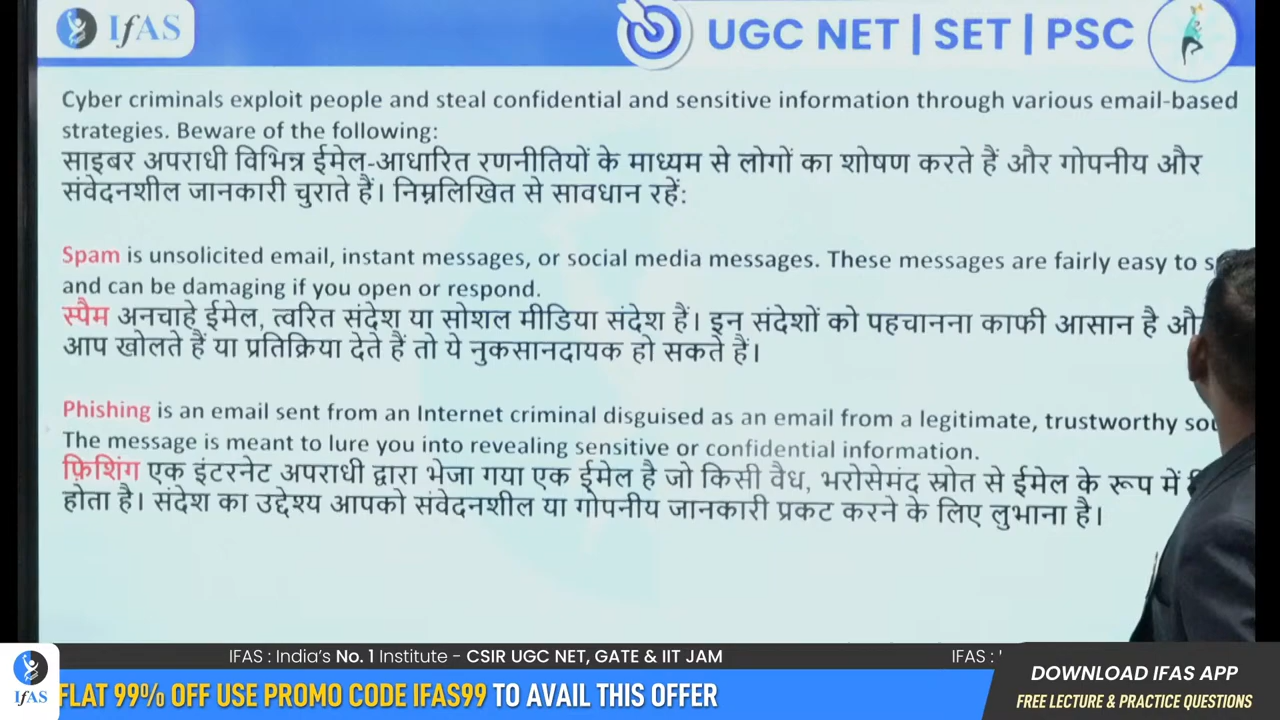 IfAS
UGC NET | SET | PSC
Cyber criminals exploit people and steal confidential and sensitive information through various email-based
strategies. Beware of the following:
साइबर अपराधी विभिन्न ईमेल-आधारित रणनीतियों के माध्यम से लोगों का शोषण करते हैं और गोपनीय और
संवेदनशील जानकारी चुराते हैं। निम्नलिखित से सावधान रहें:
Spam is unsolicited email, instant messages, or social media messages. These messages are fairly easy to
and can be damaging if you open or respond.
स्पैम अनचाहे ईमेल, त्वरित संदेश या सोशल मीडिया संदेश हैं। इन संदेशों को पहचानना काफी आसान है
आप खोलते हैं या प्रतिक्रिया देते हैं तो ये नुकसानदायक हो सकते हैं।
Phishing is an email sent from an Internet criminal disguised as an email from a legitimate, trustworthy
The message is meant to lure you into revealing sensitive or confidential information.
फ़िशिंग एक इंटरनेट अपराधी द्वारा भेजा गया एक ईमेल है जो किसी वैध, भरोसेमंद स्रोत से ईमेल के रूप में
होता है। संदेश का उद्देश्य आपको संवेदनशील या गोपनीय जानकारी प्रकट करने के लिए लुभाना है।
IFAS : India's No. 1 Institute - CSIR UGC NET, GATE & IIT JAM
IFAS :
IfAS
FLAT 99% OFF USE PROMO CODE IFAS99 TO AVAIL THIS OFFER
DOWNLOAD IFAS APP
FREE LECTURE & PRACTICE QUESTIONS